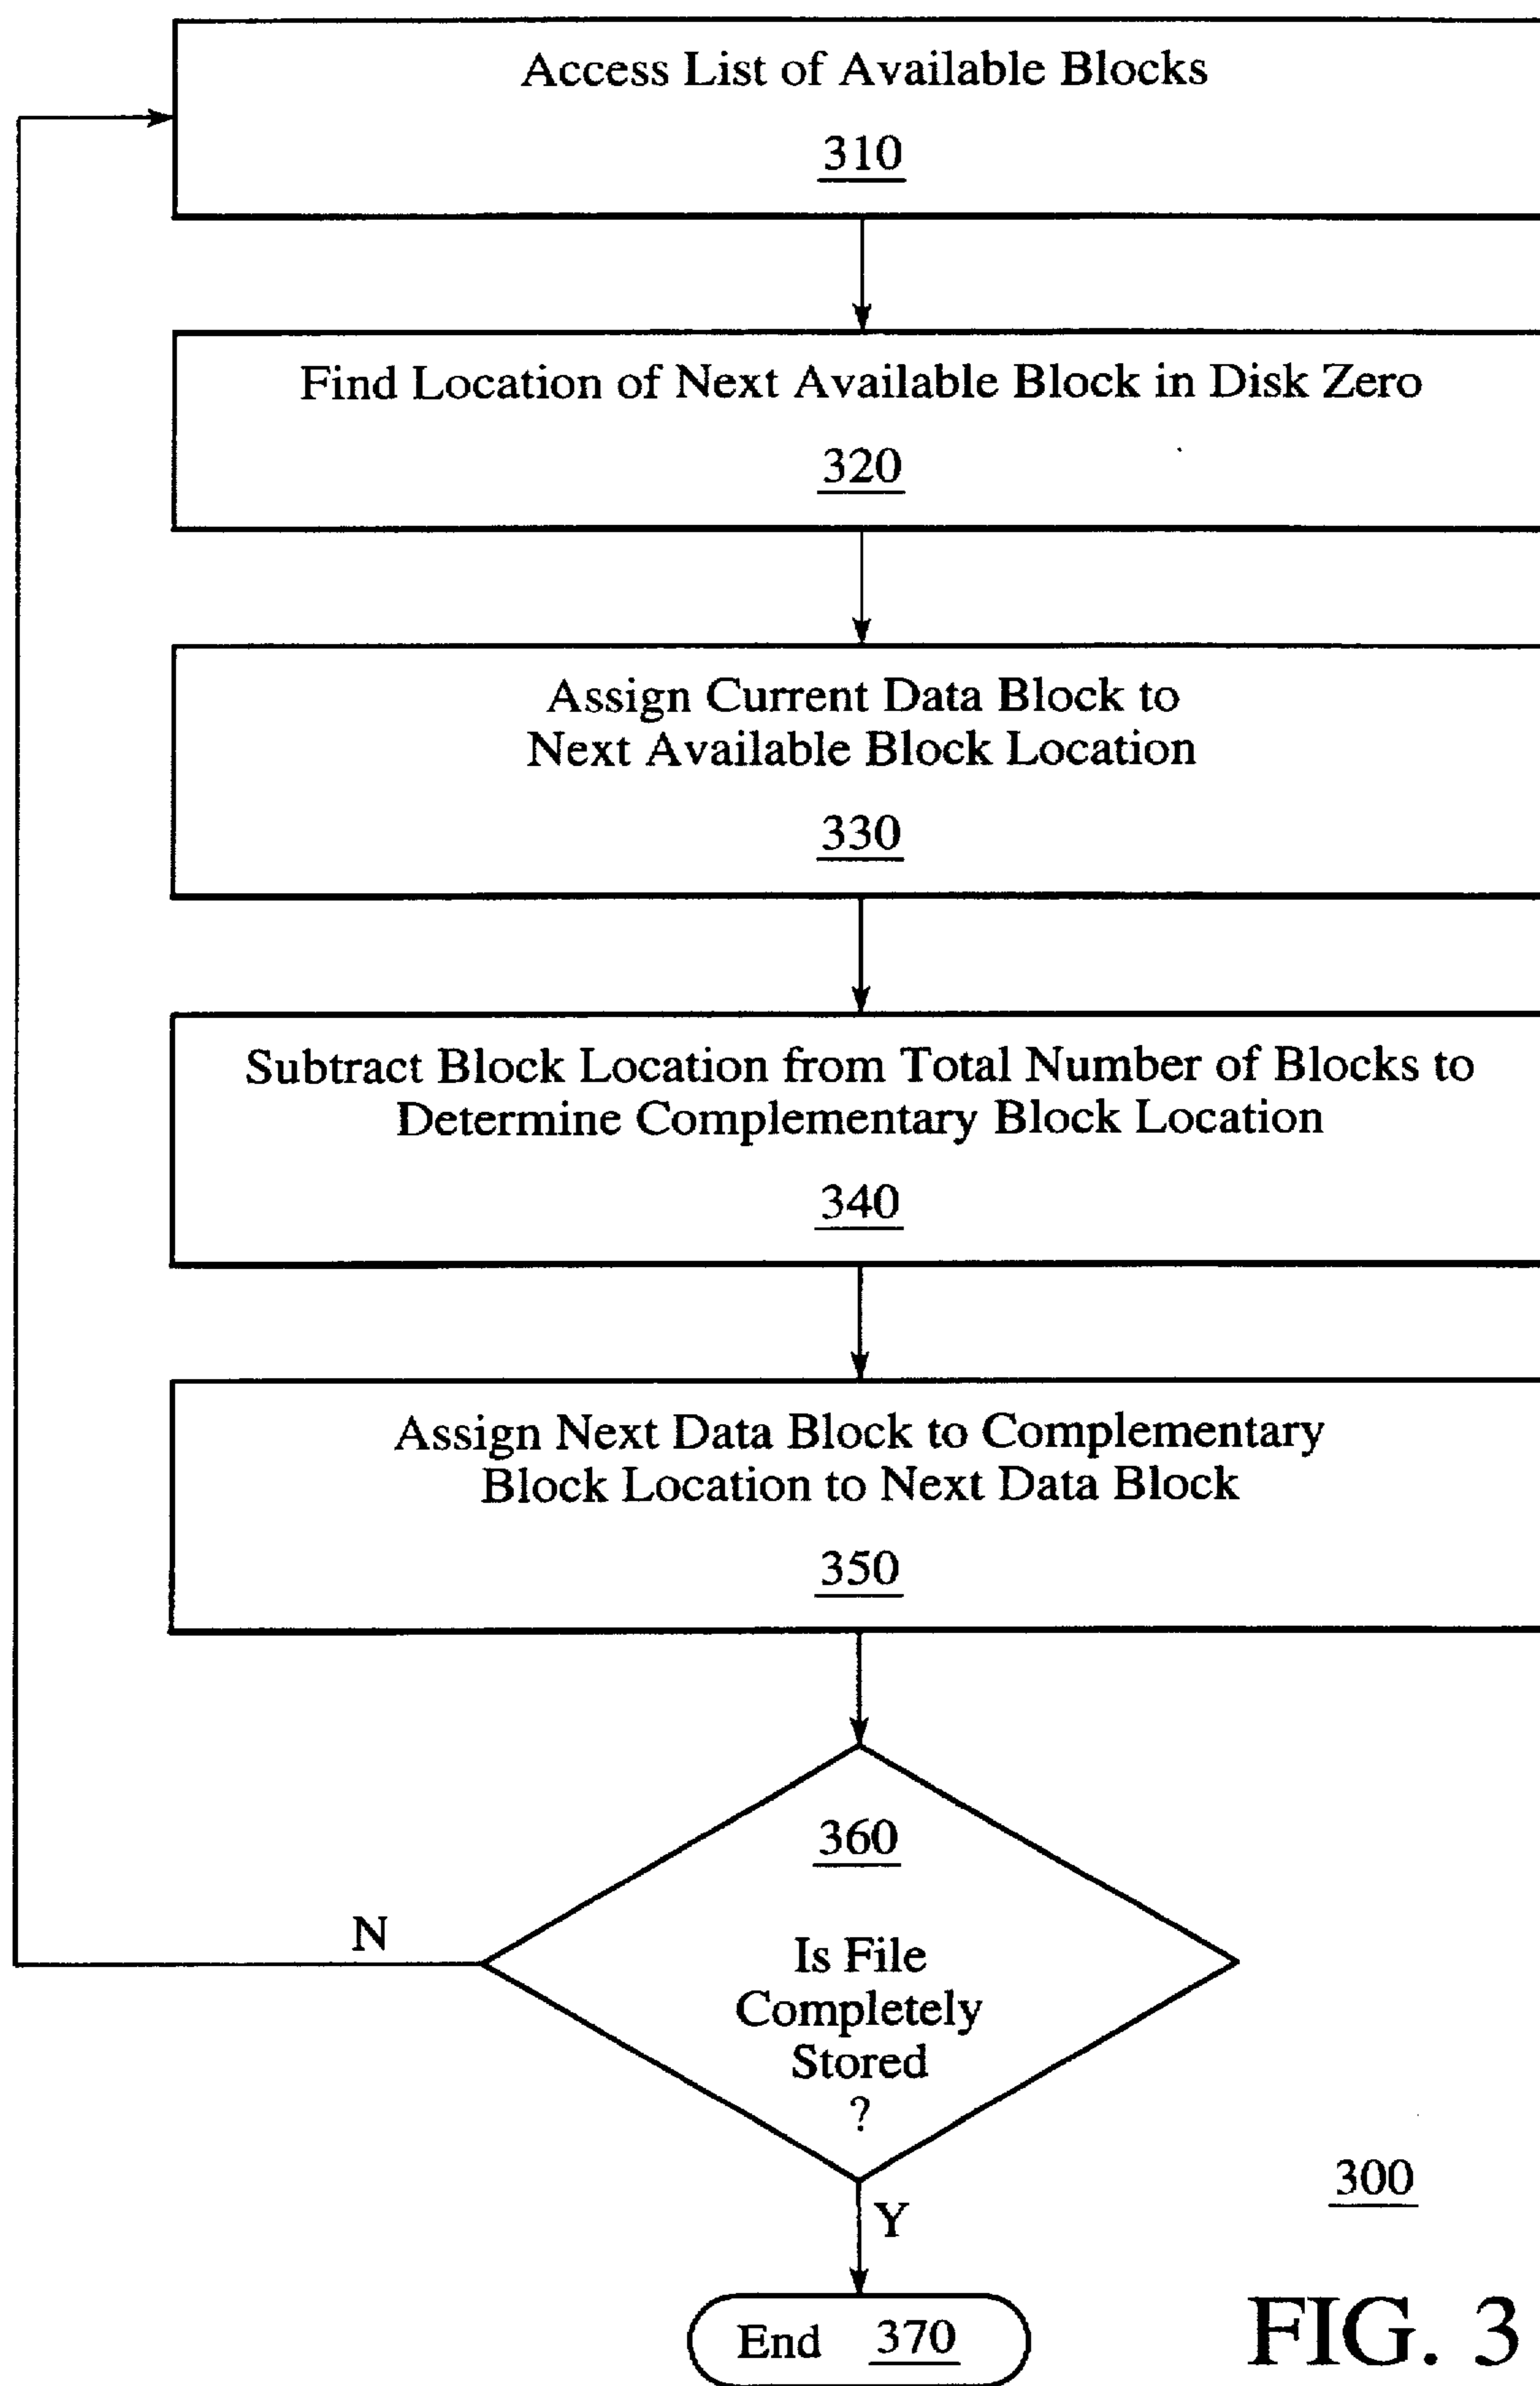 Access List of Available Blocks
310
Find Location of Next Available Block in Disk Zero
320
Assign Current Data Block to
Next Available Block Location
330
Subtract Block Location from Total Number of Blocks to
Determine Complementary Block Location
340
Assign Next Data Block to Complementary
Block Location to Next Data Block
350
360
N
Is File
Completely
Stored
?
Y
300
End 370
FIG. 3